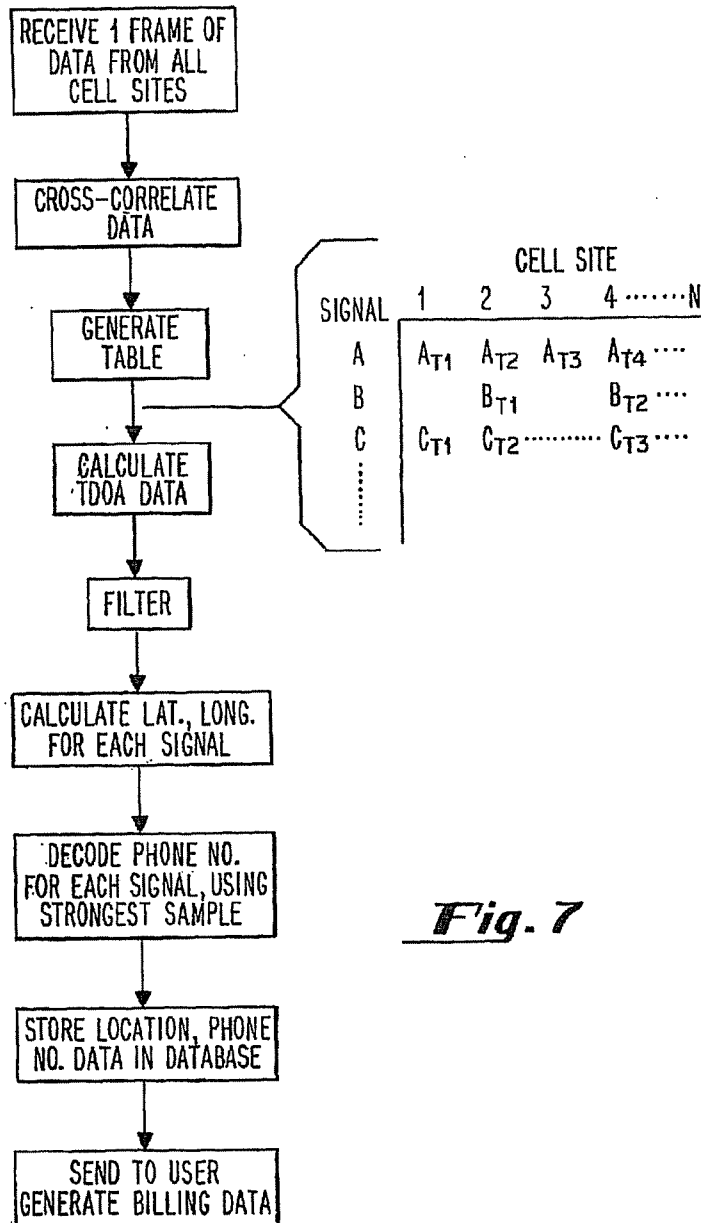 RECEIVE 1 FRAME OF
DATA FROM ALL
CELL SITES
CROSS-CORRELATE
DATA
GENERATE
TABLE
CELL SITE
SIGNAL 1 2 3 4 ······· N
A A_T1 A_T2 A_T3 A_T4 ····
B B_T1 B_T2 ····
C C_T1 C_T2 ·········· C_T3 ····
CALCULATE
TDOA DATA
FILTER
CALCULATE LAT., LONG.
FOR EACH SIGNAL
DECODE PHONE NO.
FOR EACH SIGNAL, USING
STRONGEST SAMPLE
STORE LOCATION, PHONE
NO. DATA IN DATABASE
SEND TO USER
GENERATE BILLING DATA
Fig. 7